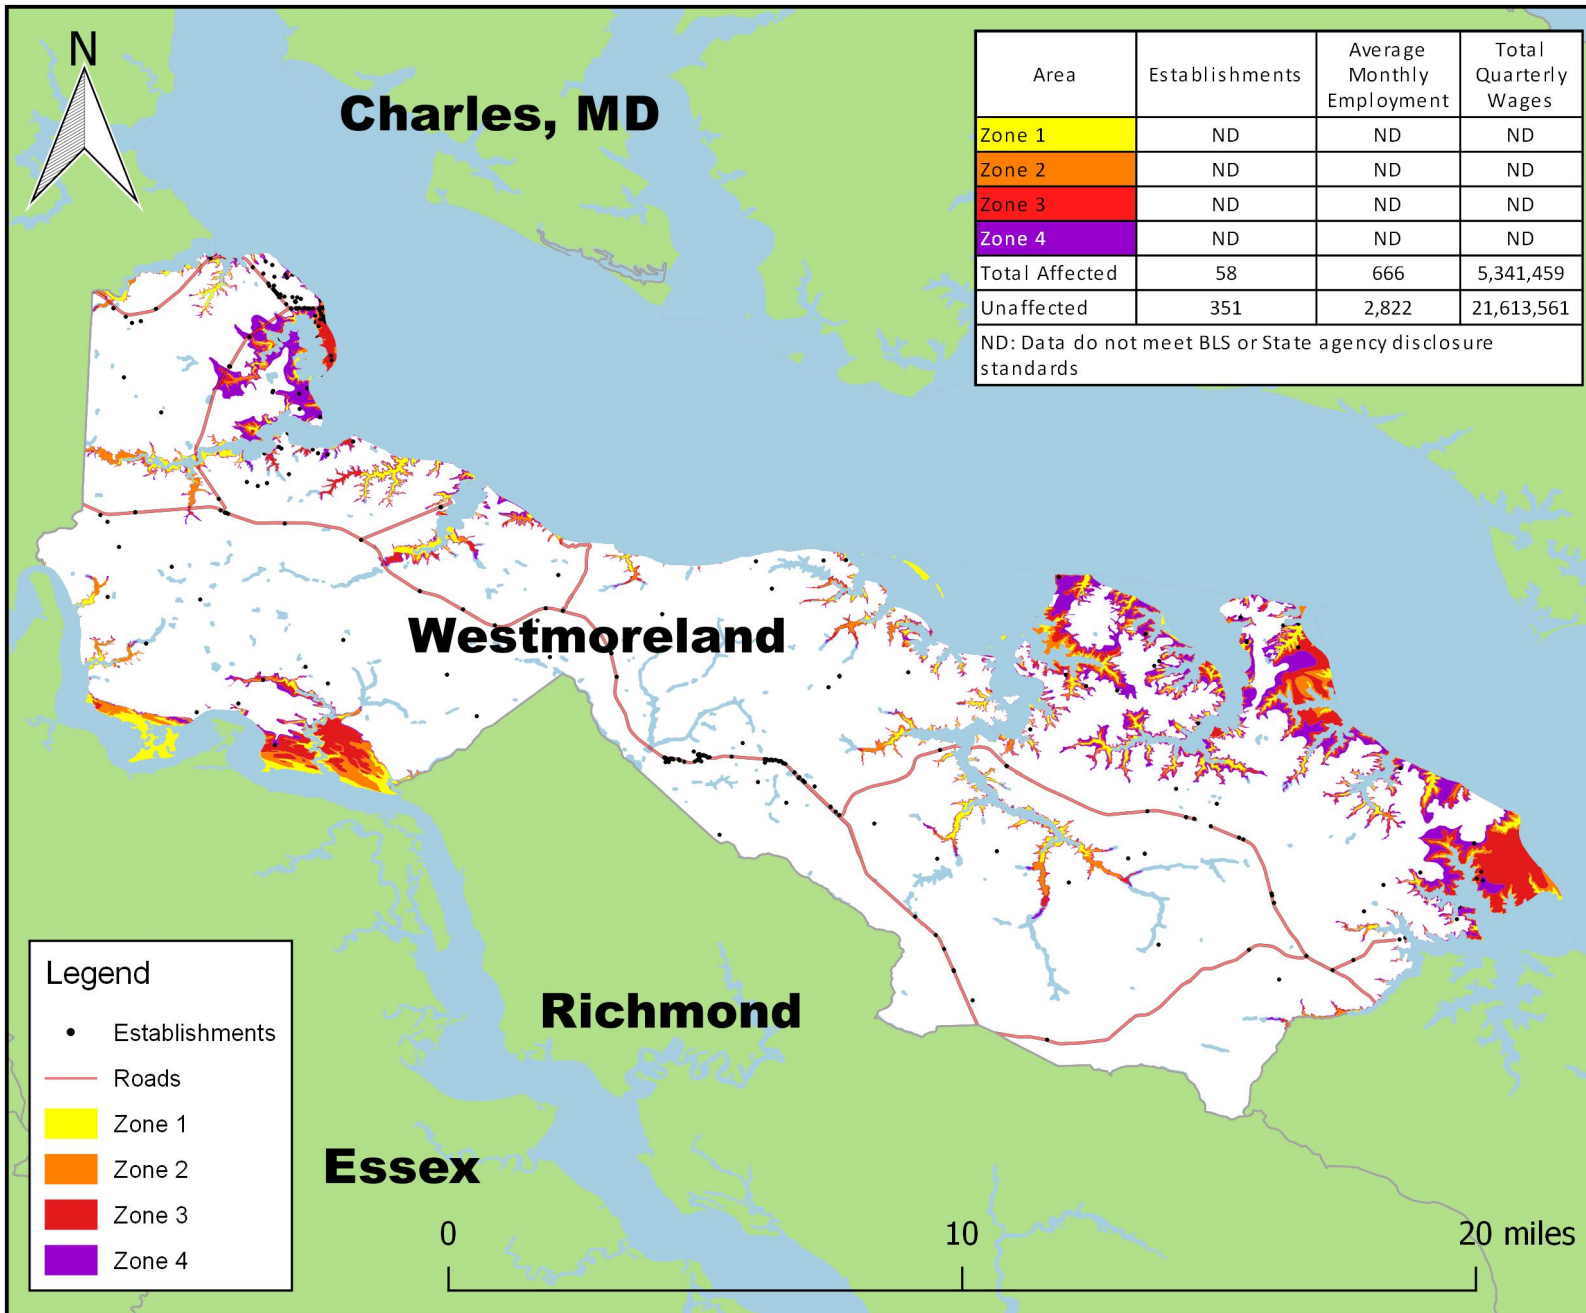 N
Charles, MD
Area Establishments Average Monthly Employment Total Quarterly Wages
Zone 1 ND ND ND
Zone 2 ND ND ND
Zone 3 ND ND ND
Zone 4 ND ND ND
Total Affected 58 666 5,341,459
Unaffected 351 2,822 21,613,561
ND: Data do not meet BLS or State agency disclosure
standards
Westmoreland
Richmond
Essex
Legend
Establishments
Roads
Zone 1
Zone 2
Zone 3
Zone 4
0 10 20 miles